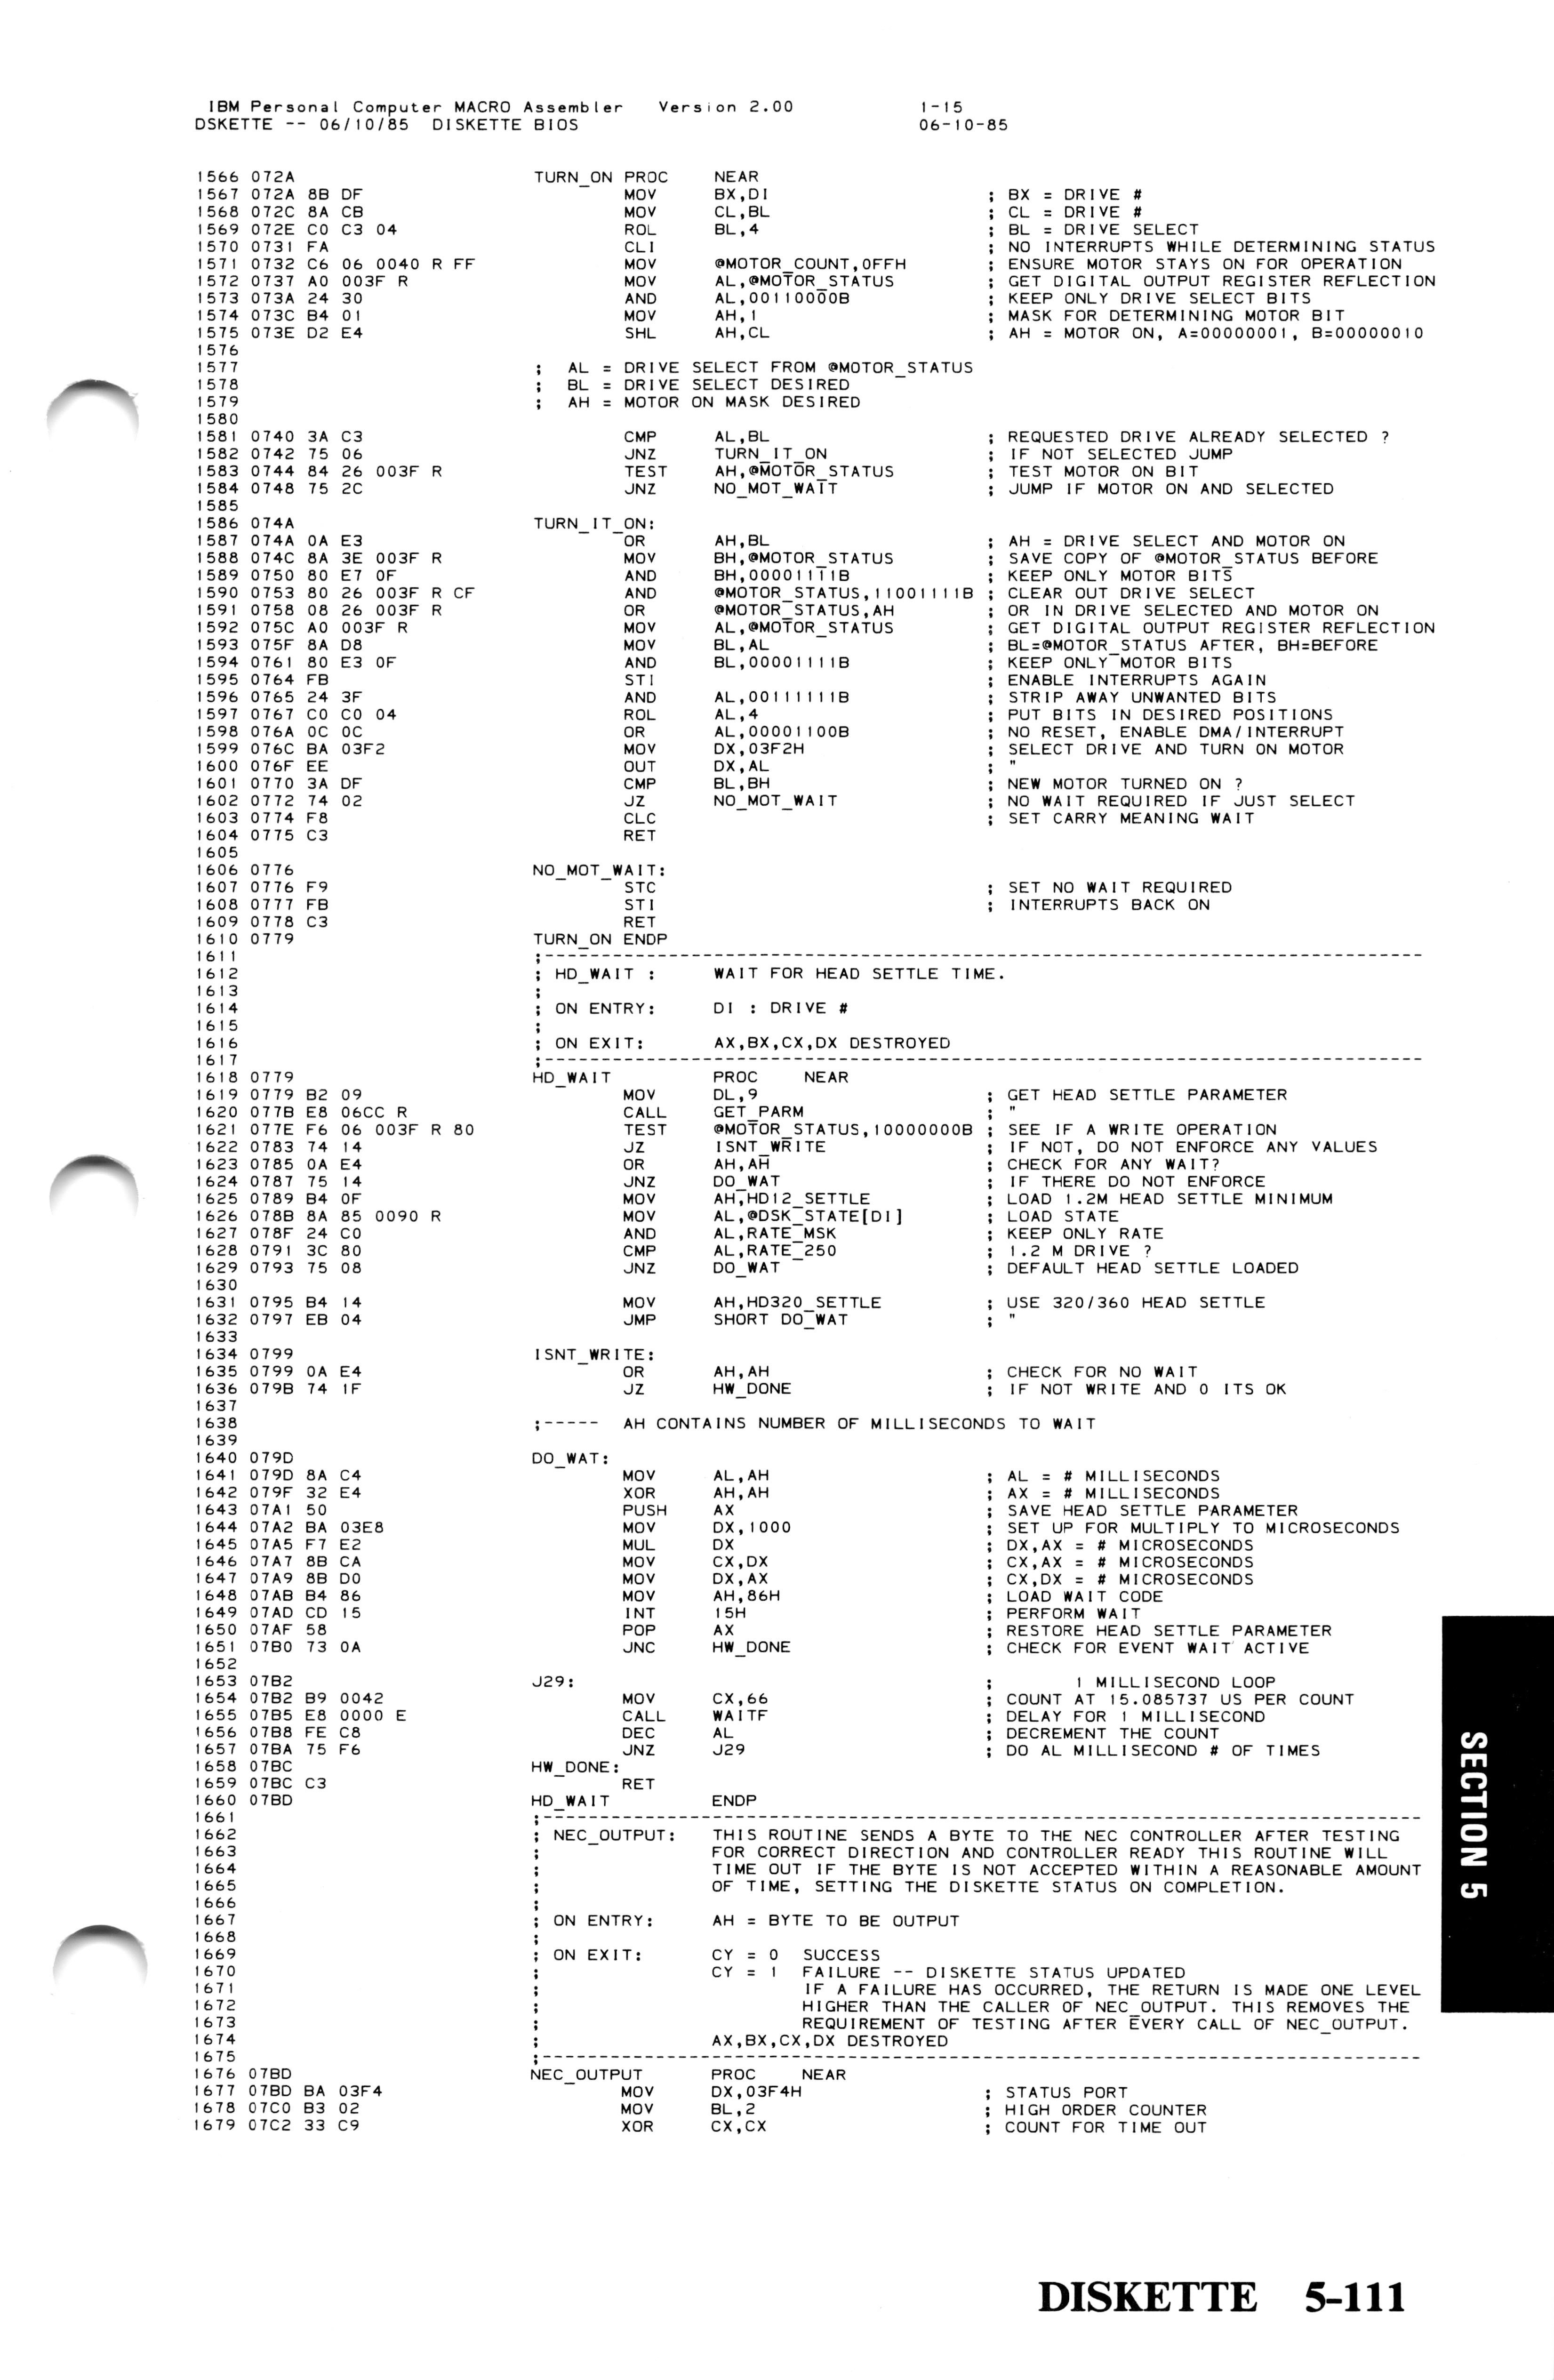 IBM Personal Computer MACRO Assembler   Version 2.00             1-15
DSKETTE -- 06/10/85  DISKETTE BIOS                               06-10-85
1566 072A                        TURN_ON PROC    NEAR
1567 072A 8B DF                          MOV     BX,DI                   ; BX = DRIVE #
1568 072C 8A CB                          MOV     CL,BL                   ; CL = DRIVE #
1569 072E C0 C3 04                       ROL     BL,4                    ; BL = DRIVE SELECT
1570 0731 FA                             CLI                             ; NO INTERRUPTS WHILE DETERMINING STATUS
1571 0732 C6 06 0040 R FF                MOV     @MOTOR_COUNT,0FFH       ; ENSURE MOTOR STAYS ON FOR OPERATION
1572 0737 A0 003F R                      MOV     AL,@MOTOR_STATUS        ; GET DIGITAL OUTPUT REGISTER REFLECTION
1573 073A 24 30                          AND     AL,00110000B            ; KEEP ONLY DRIVE SELECT BITS
1574 073C B4 01                          MOV     AH,1                    ; MASK FOR DETERMINING MOTOR BIT
1575 073E D2 E4                          SHL     AH,CL                   ; AH = MOTOR ON, A=00000001, B=00000010
1576
1577                             ;  AL = DRIVE SELECT FROM @MOTOR_STATUS
1578                             ;  BL = DRIVE SELECT DESIRED
1579                             ;  AH = MOTOR ON MASK DESIRED
1580
1581 0740 3A C3                          CMP     AL,BL                   ; REQUESTED DRIVE ALREADY SELECTED ?
1582 0742 75 06                          JNZ     TURN_IT_ON              ; IF NOT SELECTED JUMP
1583 0744 84 26 003F R                   TEST    AH,@MOTOR_STATUS        ; TEST MOTOR ON BIT
1584 0748 75 2C                          JNZ     NO_MOT_WAIT             ; JUMP IF MOTOR ON AND SELECTED
1585
1586 074A                        TURN_IT_ON:
1587 074A 0A E3                          OR      AH,BL                   ; AH = DRIVE SELECT AND MOTOR ON
1588 074C 8A 3E 003F R                   MOV     BH,@MOTOR_STATUS        ; SAVE COPY OF @MOTOR_STATUS BEFORE
1589 0750 80 E7 0F                       AND     BH,00001111B            ; KEEP ONLY MOTOR BITS
1590 0753 80 26 003F R CF                AND     @MOTOR_STATUS,11001111B ; CLEAR OUT DRIVE SELECT
1591 0758 08 26 003F R                   OR      @MOTOR_STATUS,AH        ; OR IN DRIVE SELECTED AND MOTOR ON
1592 075C A0 003F R                      MOV     AL,@MOTOR_STATUS        ; GET DIGITAL OUTPUT REGISTER REFLECTION
1593 075F 8A D8                          MOV     BL,AL                   ; BL=@MOTOR_STATUS AFTER, BH=BEFORE
1594 0761 80 E3 0F                       AND     BL,00001111B            ; KEEP ONLY MOTOR BITS
1595 0764 FB                             STI                             ; ENABLE INTERRUPTS AGAIN
1596 0765 24 3F                          AND     AL,00111111B            ; STRIP AWAY UNWANTED BITS
1597 0767 C0 C0 04                       ROL     AL,4                    ; PUT BITS IN DESIRED POSITIONS
1598 076A 0C 0C                          OR      AL,00001100B            ; NO RESET, ENABLE DMA/INTERRUPT
1599 076C BA 03F2                        MOV     DX,03F2H                ; SELECT DRIVE AND TURN ON MOTOR
1600 076F EE                             OUT     DX,AL                   ; "
1601 0770 3A DF                          CMP     BL,BH                   ; NEW MOTOR TURNED ON ?
1602 0772 74 02                          JZ      NO_MOT_WAIT             ; NO WAIT REQUIRED IF JUST SELECT
1603 0774 F8                             CLC                             ; SET CARRY MEANING WAIT
1604 0775 C3                             RET
1605
1606 0776                        NO_MOT_WAIT:
1607 0776 F9                             STC                             ; SET NO WAIT REQUIRED
1608 0777 FB                             STI                             ; INTERRUPTS BACK ON
1609 0778 C3                             RET
1610 0779                        TURN_ON ENDP
1611                             ;-------------------------------------------------------------------------------
1612                             ; HD_WAIT :      WAIT FOR HEAD SETTLE TIME.
1613                             ;
1614                             ; ON ENTRY:      DI : DRIVE #
1615                             ;
1616                             ; ON EXIT:       AX,BX,CX,DX DESTROYED
1617                             ;-------------------------------------------------------------------------------
1618 0779                        HD_WAIT         PROC    NEAR
1619 0779 B2 09                          MOV     DL,9                    ; GET HEAD SETTLE PARAMETER
1620 077B E8 06CC R                      CALL    GET_PARM                ; "
1621 077E F6 06 003F R 80                TEST    @MOTOR_STATUS,10000000B ; SEE IF A WRITE OPERATION
1622 0783 74 14                          JZ      ISNT_WRITE              ; IF NOT, DO NOT ENFORCE ANY VALUES
1623 0785 0A E4                          OR      AH,AH                   ; CHECK FOR ANY WAIT?
1624 0787 75 14                          JNZ     DO_WAT                  ; IF THERE DO NOT ENFORCE
1625 0789 B4 0F                          MOV     AH,HD12_SETTLE          ; LOAD 1.2M HEAD SETTLE MINIMUM
1626 078B 8A 85 0090 R                   MOV     AL,@DSK_STATE[DI]       ; LOAD STATE
1627 078F 24 C0                          AND     AL,RATE_MSK             ; KEEP ONLY RATE
1628 0791 3C 80                          CMP     AL,RATE_250             ; 1.2 M DRIVE ?
1629 0793 75 08                          JNZ     DO_WAT                  ; DEFAULT HEAD SETTLE LOADED
1630
1631 0795 B4 14                          MOV     AH,HD320_SETTLE         ; USE 320/360 HEAD SETTLE
1632 0797 EB 04                          JMP     SHORT DO_WAT            ; "
1633
1634 0799                        ISNT_WRITE:
1635 0799 0A E4                          OR      AH,AH                   ; CHECK FOR NO WAIT
1636 079B 74 1F                          JZ      HW_DONE                 ; IF NOT WRITE AND 0 ITS OK
1637
1638                             ;-----  AH CONTAINS NUMBER OF MILLISECONDS TO WAIT
1639
1640 079D                        DO_WAT:
1641 079D 8A C4                          MOV     AL,AH                   ; AL = # MILLISECONDS
1642 079F 32 E4                          XOR     AH,AH                   ; AX = # MILLISECONDS
1643 07A1 50                             PUSH    AX                      ; SAVE HEAD SETTLE PARAMETER
1644 07A2 BA 03E8                        MOV     DX,1000                 ; SET UP FOR MULTIPLY TO MICROSECONDS
1645 07A5 F7 E2                          MUL     DX                      ; DX,AX = # MICROSECONDS
1646 07A7 8B CA                          MOV     CX,DX                   ; CX,AX = # MICROSECONDS
1647 07A9 8B D0                          MOV     DX,AX                   ; CX,DX = # MICROSECONDS
1648 07AB B4 86                          MOV     AH,86H                  ; LOAD WAIT CODE
1649 07AD CD 15                          INT     15H                     ; PERFORM WAIT
1650 07AF 58                             POP     AX                      ; RESTORE HEAD SETTLE PARAMETER
1651 07B0 73 0A                          JNC     HW_DONE                 ; CHECK FOR EVENT WAIT ACTIVE
1652
1653 07B2                        J29:                                    ;       1 MILLISECOND LOOP
1654 07B2 B9 0042                        MOV     CX,66                   ; COUNT AT 15.085737 US PER COUNT
1655 07B5 E8 0000 E                      CALL    WAITF                   ; DELAY FOR 1 MILLISECOND
1656 07B8 FE C8                          DEC     AL                      ; DECREMENT THE COUNT
1657 07BA 75 F6                          JNZ     J29                     ; DO AL MILLISECOND # OF TIMES
1658 07BC                        HW_DONE:
1659 07BC C3                             RET
1660 07BD                        HD_WAIT         ENDP
1661                             ;-------------------------------------------------------------------------------
1662                             ; NEC_OUTPUT:    THIS ROUTINE SENDS A BYTE TO THE NEC CONTROLLER AFTER TESTING
1663                             ;                FOR CORRECT DIRECTION AND CONTROLLER READY THIS ROUTINE WILL
1664                             ;                TIME OUT IF THE BYTE IS NOT ACCEPTED WITHIN A REASONABLE AMOUNT
1665                             ;                OF TIME, SETTING THE DISKETTE STATUS ON COMPLETION.
1666                             ;
1667                             ; ON ENTRY:      AH = BYTE TO BE OUTPUT
1668                             ;
1669                             ; ON EXIT:       CY = 0  SUCCESS
1670                             ;                CY = 1  FAILURE -- DISKETTE STATUS UPDATED
1671                             ;                        IF A FAILURE HAS OCCURRED, THE RETURN IS MADE ONE LEVEL
1672                             ;                        HIGHER THAN THE CALLER OF NEC_OUTPUT. THIS REMOVES THE
1673                             ;                        REQUIREMENT OF TESTING AFTER EVERY CALL OF NEC_OUTPUT.
1674                             ;                AX,BX,CX,DX DESTROYED
1675                             ;-------------------------------------------------------------------------------
1676 07BD                        NEC_OUTPUT      PROC    NEAR
1677 07BD BA 03F4                        MOV     DX,03F4H                ; STATUS PORT
1678 07C0 B3 02                          MOV     BL,2                    ; HIGH ORDER COUNTER
1679 07C2 33 C9                          XOR     CX,CX                   ; COUNT FOR TIME OUT
SECTION 5
DISKETTE 5-111